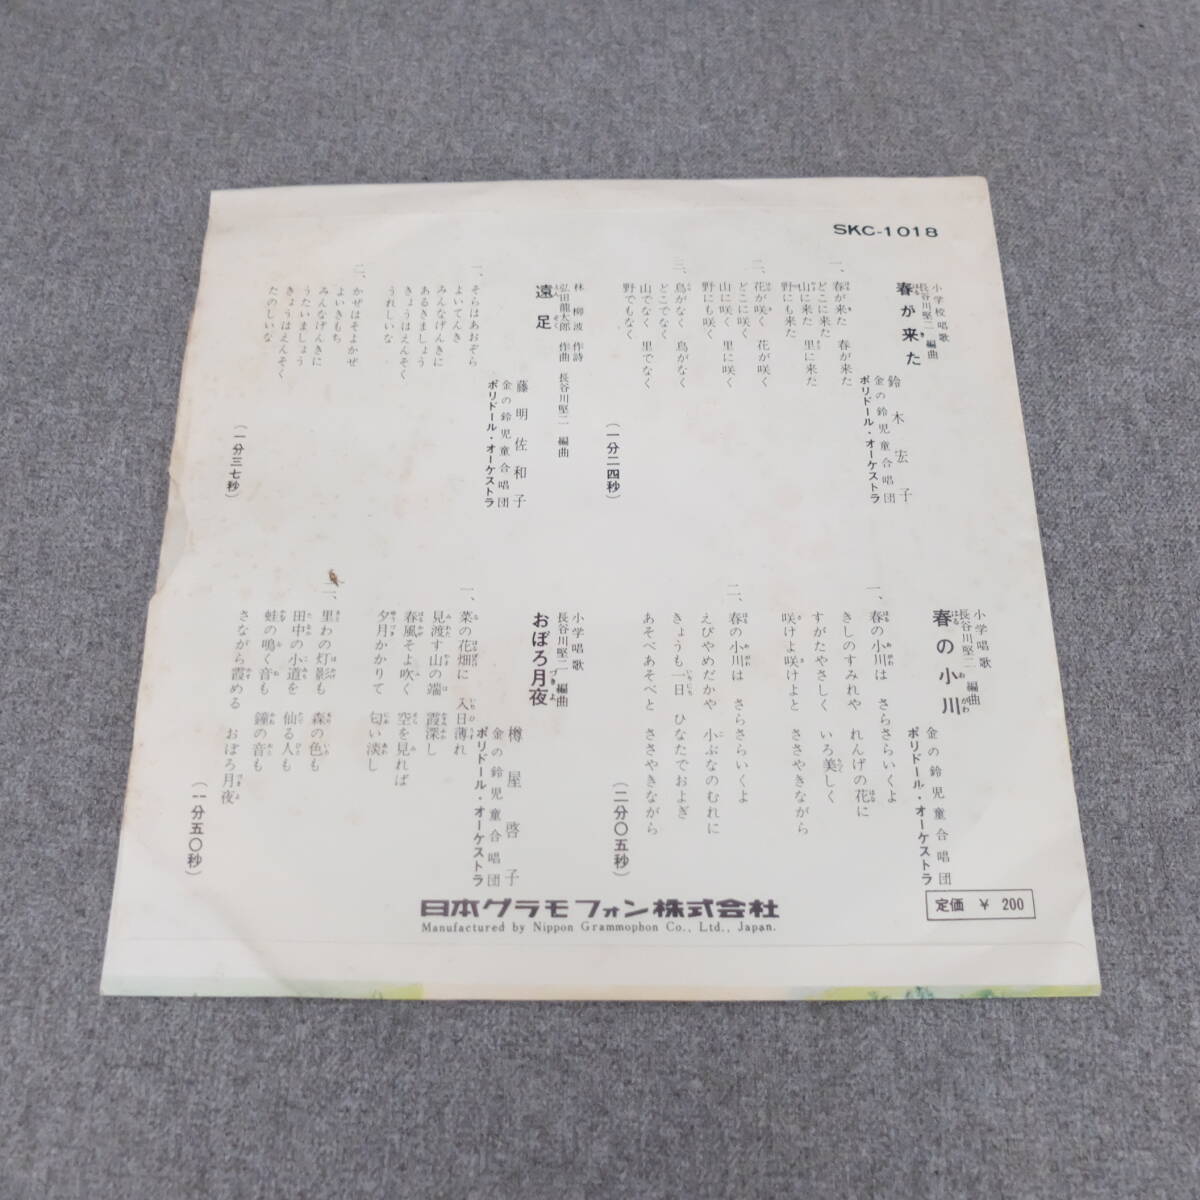 SKC-1018
小学校唱歌
長谷川堅二 編曲
春が来た
鈴木宏子
金の鈴児童合唱団
ポリドール・オーケストラ
一、
春が来た 春が来た
どこに来た
山に来た 里に来た
野にも来た
二、
花が咲く 花が咲く
どこに咲く
山に咲く 里に咲く
野にも咲く
三、
鳥がなく 鳥がなく
どこでなく
山でなく 里でなく
野でもなく
(一分二四秒)
林 柳波 作詩
弘田龍太郎 作曲 長谷川堅二 編曲
遠足
藤明佐和子
金の鈴児童合唱団
ポリドール・オーケストラ
一、
そらはあおぞら
よいてんき
みんなげんきに
あるきましょう
きょうはえんそく
うれしいな
二、
かぜはそよかぜ
よいきもち
みんなげんきに
うたいましょう
きょうはえんそく
たのしいな
(一分三七秒)
小学唱歌
長谷川堅二 編曲
春の小川
金の鈴児童合唱団
ポリドール・オーケストラ
一、
春の小川は さらさらいくよ
きしのすみれや れんげの花に
すがたやさしく いろ美しく
咲けよ咲けよと ささやきながら
二、
春の小川は さらさらいくよ
えびやめだかや 小ぶなのむれに
きょうも一日 ひなたでおよぎ
あそべあそべと ささやきながら
(二分〇五秒)
小学唱歌
長谷川堅二 編曲
おぼろ月夜
樽屋啓子
金の鈴児童合唱団
ポリドール・オーケストラ
一、
菜の花畑に 入日薄れ
見渡す山の端 霞深し
春風そよ吹く 空を見れば
夕月かかりて 匂い淡し
二、
里わの灯影も 森の色も
田中の小道を 仙る人も
蛙の鳴く音も 鐘の音も
さながら霞める おぼろ月夜
(一分五〇秒)
定価 ¥ 200
日本グラモフォン株式会社
Manufactured by Nippon Grammophon Co., Ltd., Japan.